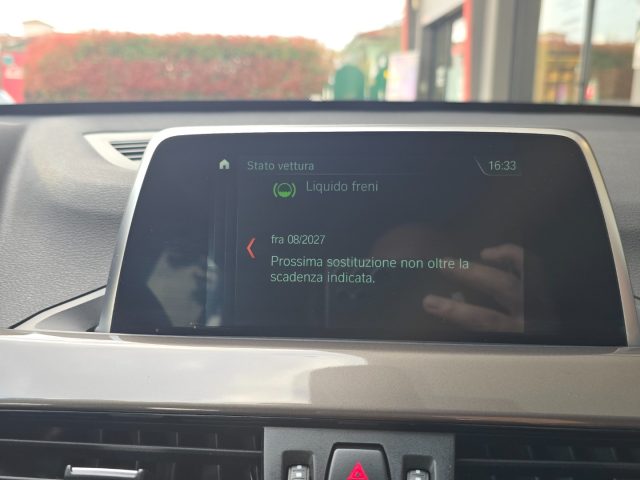 Stato vettura 16:33
Liquido freni
fra 08/2027
Prossima sostituzione non oltre la
scadenza indicata.